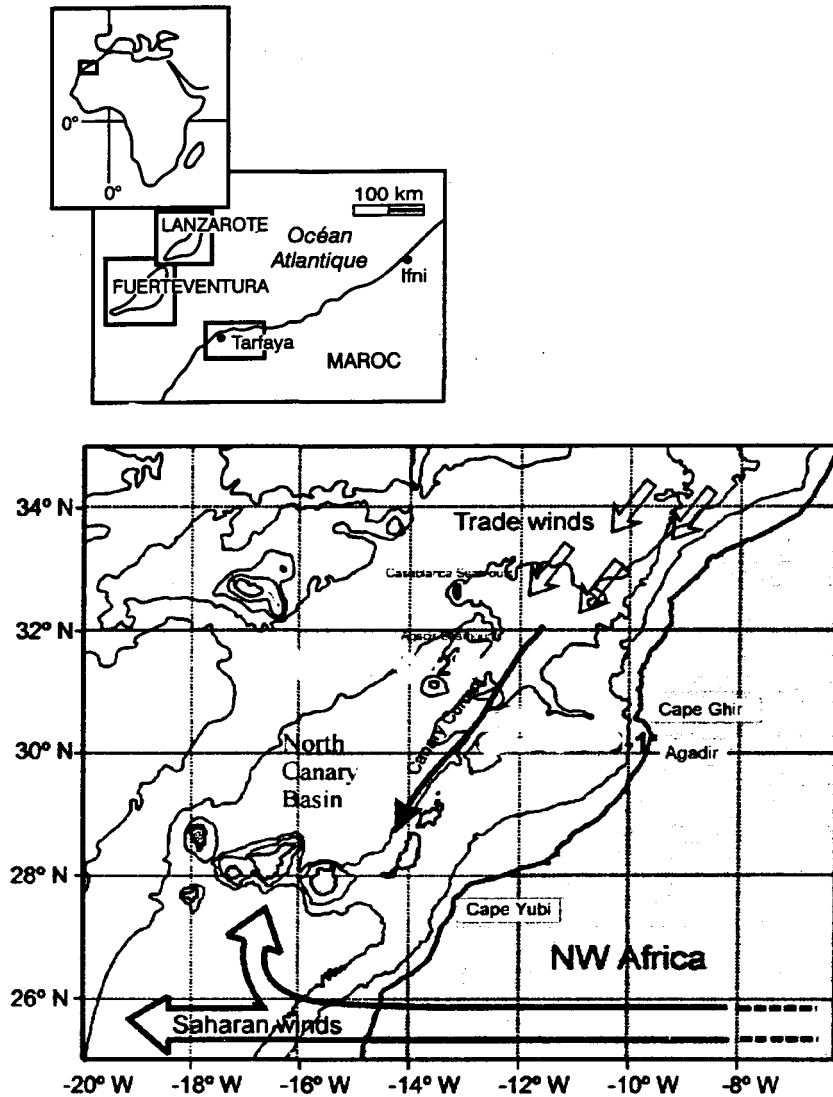 0°
0°
100 km
LANZAROTE
Océan
Atlantique
Ifni
FUERTEVENTURA
Tarfaya
MAROC
34° N
Trade winds
Casablanca Seamount
32° N
Cape Ghir
Canary Current
30° N
North
Canary
Basin
Agadir
28° N
Cape Yubi
NW Africa
26° N
Saharan winds
-20° W
-18° W
-16° W
-14° W
-12° W
-10° W
-8° W